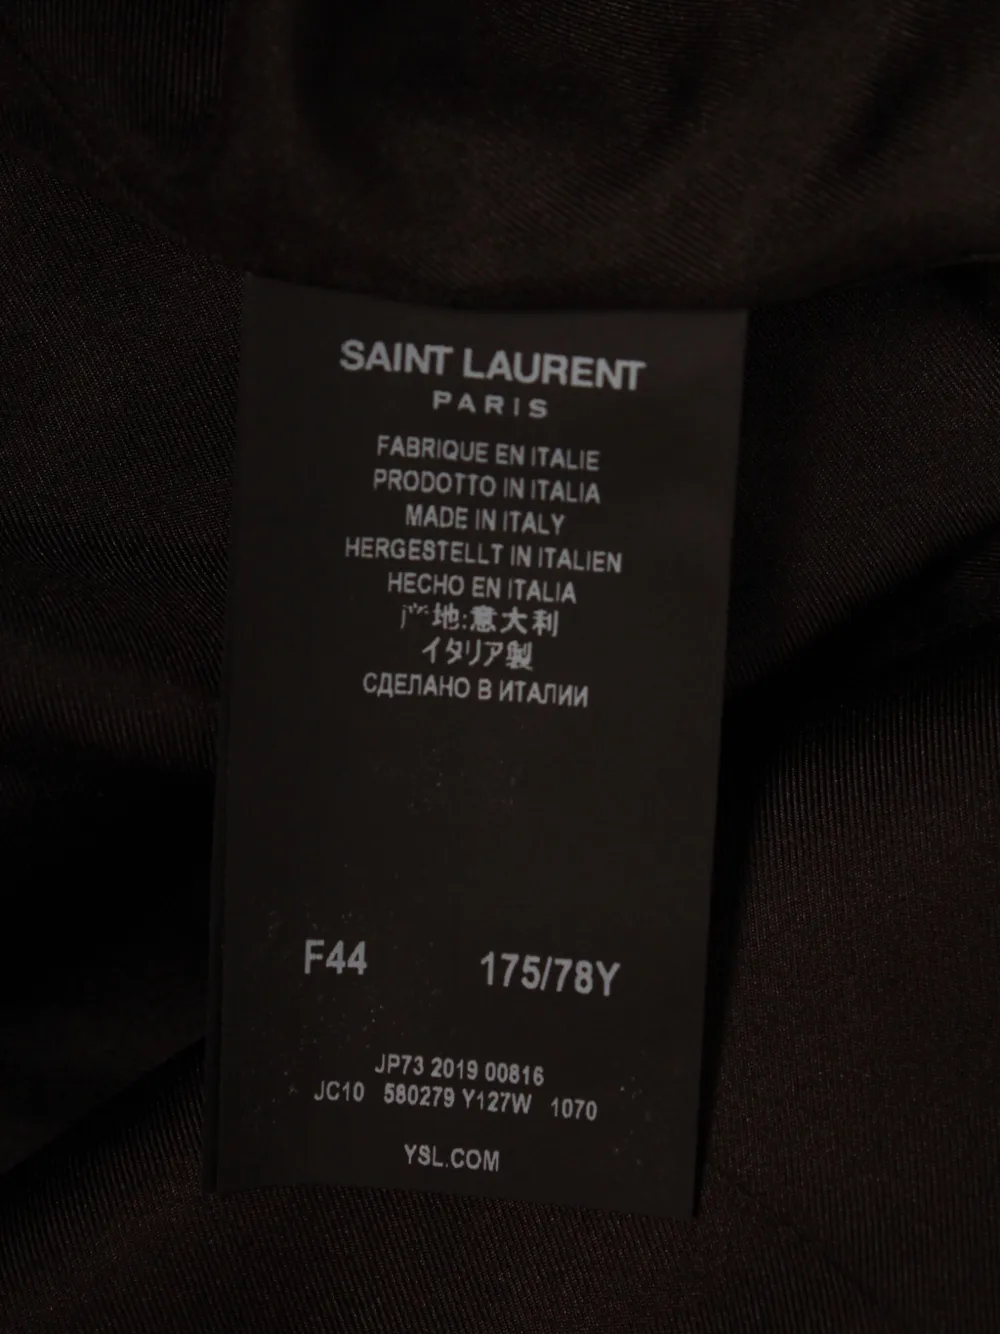 SAINT LAURENT
PARIS
FABRIQUE EN ITALIE
PRODOTTO IN ITALIA
MADE IN ITALY
HERGESTELLT IN ITALIEN
HECHO EN ITALIA
产地:意大利
イタリア製
СДЕЛАНО В ИТАЛИИ
F44 175/78Y
JP73 2019 00816
JC10 580279 Y127W 1070
YSL.COM